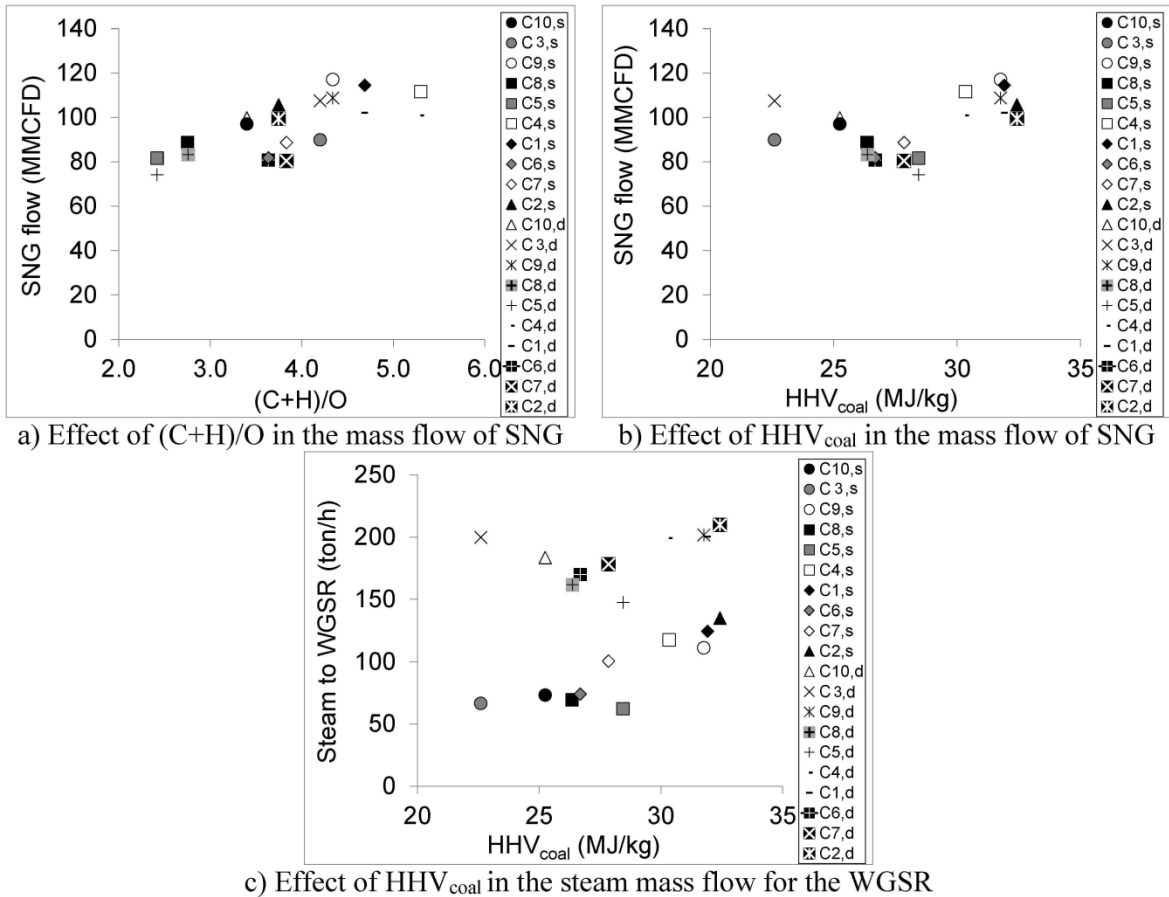 140
120
100
80
60
40
20
0
2.0 3.0 4.0 5.0 6.0
SNG flow (MMCFD)
(C+H)/O
C10,s
C 3,s
C9,s
C8,s
C5,s
C4,s
C1,s
C6,s
C7,s
C2,s
C10,d
C 3,d
C9,d
C8,d
C5,d
C4,d
C1,d
C6,d
C7,d
C2,d
a) Effect of (C+H)/O in the mass flow of SNG
140
120
100
80
60
40
20
0
20 25 30 35
SNG flow (MMCFD)
HHVcoal (MJ/kg)
C10,s
C 3,s
C9,s
C8,s
C5,s
C4,s
C1,s
C6,s
C7,s
C2,s
C10,d
C 3,d
C9,d
C8,d
C5,d
C4,d
C1,d
C6,d
C7,d
C2,d
b) Effect of HHVcoal in the mass flow of SNG
250
200
150
100
50
0
20 25 30 35
Steam to WGSR (ton/h)
HHVcoal (MJ/kg)
C10,s
C 3,s
C9,s
C8,s
C5,s
C4,s
C1,s
C6,s
C7,s
C2,s
C10,d
C 3,d
C9,d
C8,d
C5,d
C4,d
C1,d
C6,d
C7,d
C2,d
c) Effect of HHVcoal in the steam mass flow for the WGSR